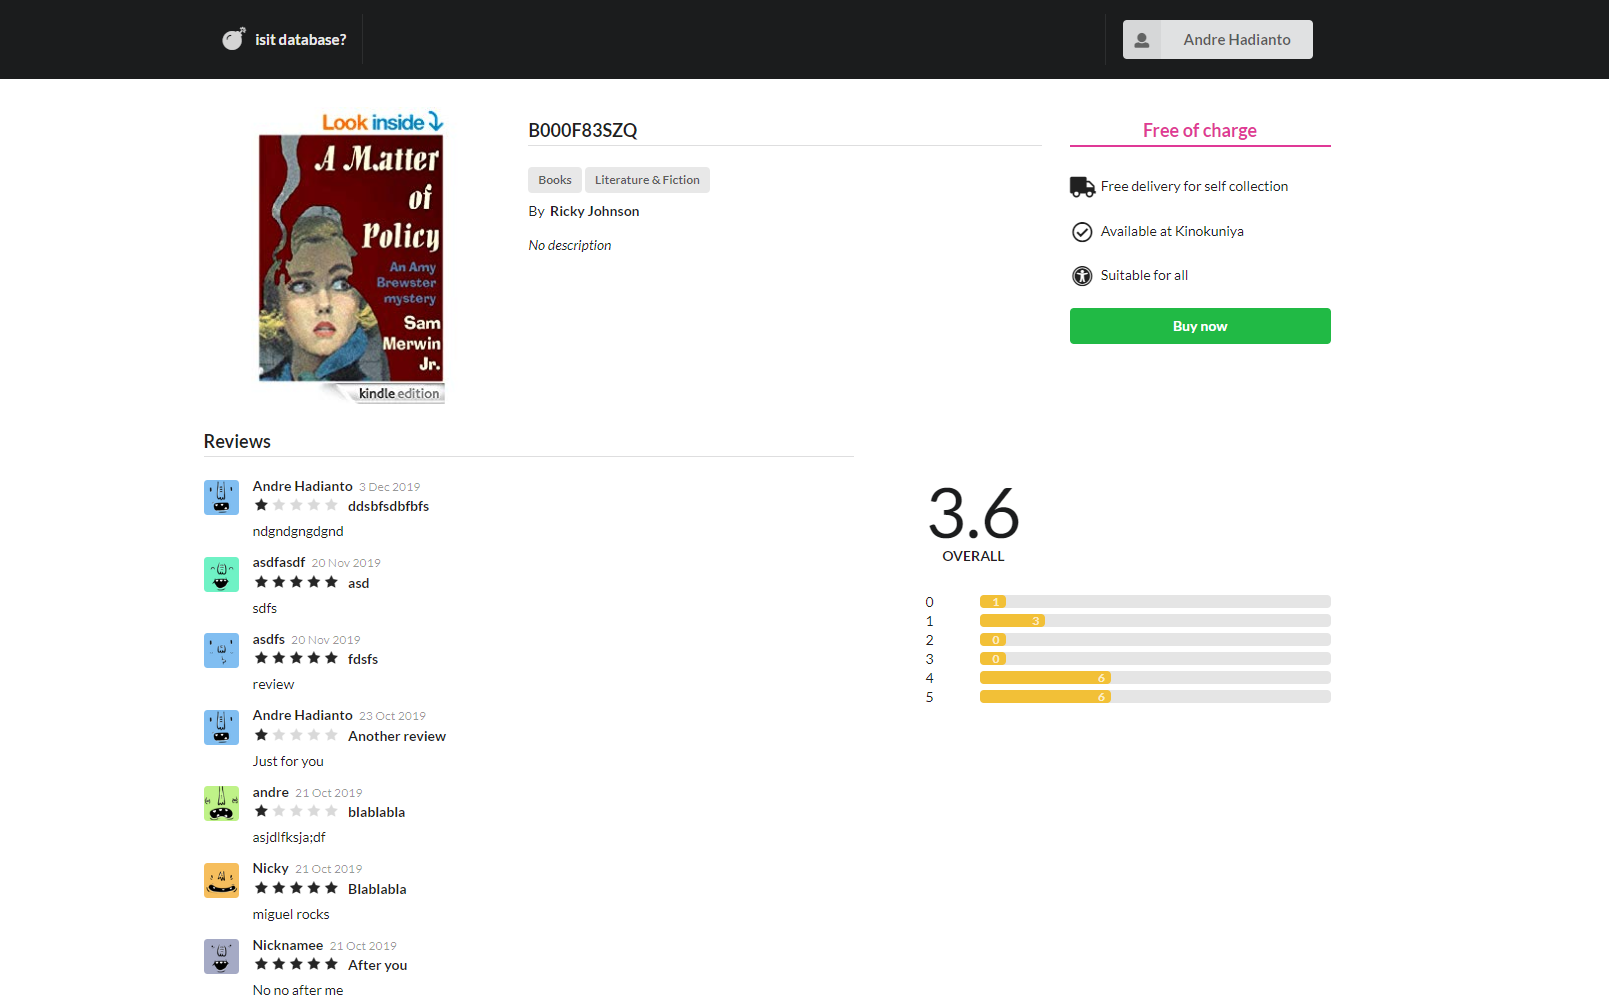 isit database?
Andre Hadianto
Look inside
A Matter
of
Policy
An Amy
Brewster
mystery
Sam
Merwin
Jr.
kindle edition
B000F83SZQ
Books
Literature & Fiction
By Ricky Johnson
No description
Free of charge
Free delivery for self collection
Available at Kinokuniya
Suitable for all
Buy now
Reviews
Andre Hadianto 3 Dec 2019
ddsbfsdbfbfs
ndgndgngdgnd
asdfasdf 20 Nov 2019
asd
sdfs
asdfs 20 Nov 2019
fdsfs
review
Andre Hadianto 23 Oct 2019
Another review
Just for you
andre 21 Oct 2019
blablabla
asjdlfksja;df
Nicky 21 Oct 2019
Blablabla
miguel rocks
Nicknamee 21 Oct 2019
After you
No no after me
3.6
OVERALL
0 1
1 3
2 0
3 0
4 6
5 6